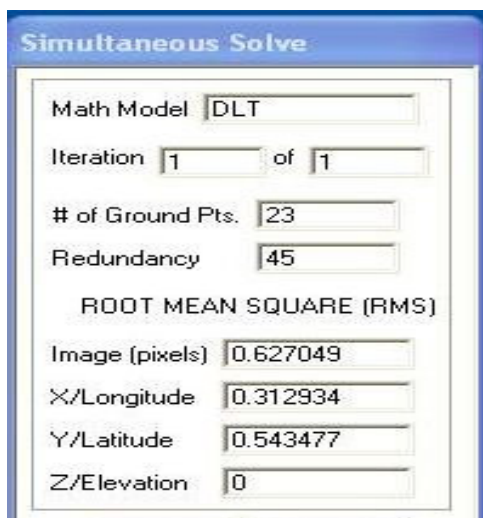 Simultaneous Solve
Math Model DLT
Iteration 1 of 1
# of Ground Pts. 23
Redundancy 45
ROOT MEAN SQUARE (RMS)
Image (pixels) 0.627049
X/Longitude 0.312934
Y/Latitude 0.543477
Z/Elevation 0